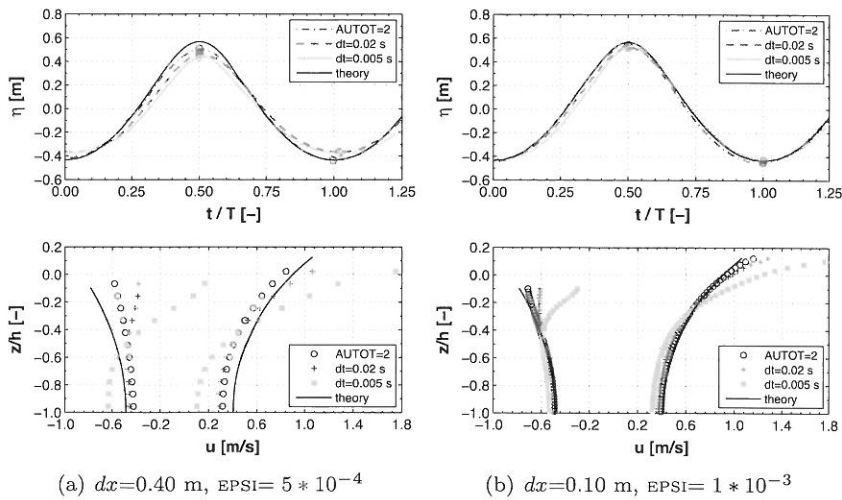 0.8
0.6
0.4
0.2
0.0
−0.2
−0.4
−0.6
η [m]
0.00
0.25
0.50
0.75
1.00
1.25
t / T [−]
AUTOT=2
dt=0.02 s
dt=0.005 s
theory
0.8
0.6
0.4
0.2
0.0
−0.2
−0.4
−0.6
η [m]
0.00
0.25
0.50
0.75
1.00
1.25
t / T [−]
AUTOT=2
dt=0.02 s
dt=0.005 s
theory
0.2
0.0
−0.2
−0.4
−0.6
−0.8
−1.0
z/h [−]
−1.0
−0.6
−0.2
0.2
0.6
1.0
1.4
1.8
u [m/s]
AUTOT=2
dt=0.02 s
dt=0.005 s
theory
0.2
0.0
−0.2
−0.4
−0.6
−0.8
−1.0
z/h [−]
−1.0
−0.6
−0.2
0.2
0.6
1.0
1.4
1.8
u [m/s]
AUTOT=2
dt=0.02 s
dt=0.005 s
theory
(a) dx=0.40 m, EPSI= 5 * 10⁻⁴
(b) dx=0.10 m, EPSI= 1 * 10⁻³